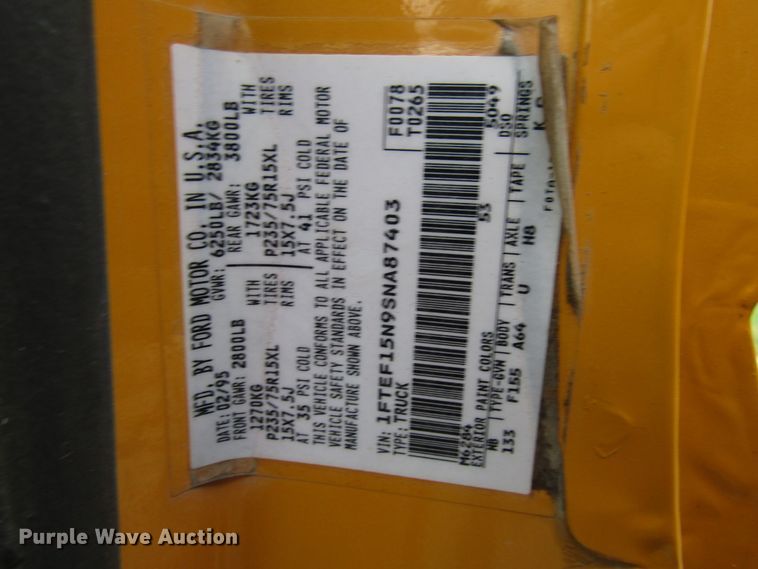 MFD. BY FORD MOTOR CO. IN U.S.A.
DATE: 02/95 GVWR: 6250LB/ 2834KG
FRONT GAWR: 2800LB REAR GAWR: 3800LB
1270KG WITH 1723KG WITH
P235/75R15XL TIRES P235/75R15XL TIRES
15X7.5J RIMS 15X7.5J RIMS
AT 35 PSI COLD AT 41 PSI COLD
THIS VEHICLE CONFORMS TO ALL APPLICABLE FEDERAL MOTOR
VEHICLE SAFETY STANDARDS IN EFFECT ON THE DATE OF
MANUFACTURE SHOWN ABOVE.
VIN: 1FTEF15N9SNA87403 F0078
TYPE: TRUCK T0265
M6284 53 5049
EXTERIOR PAINT COLORS DSO
WB TYPE-GVW BODY TRANS AXLE TAPE SPRINGS
133 F155 A64 U H8
Purple Wave Auction